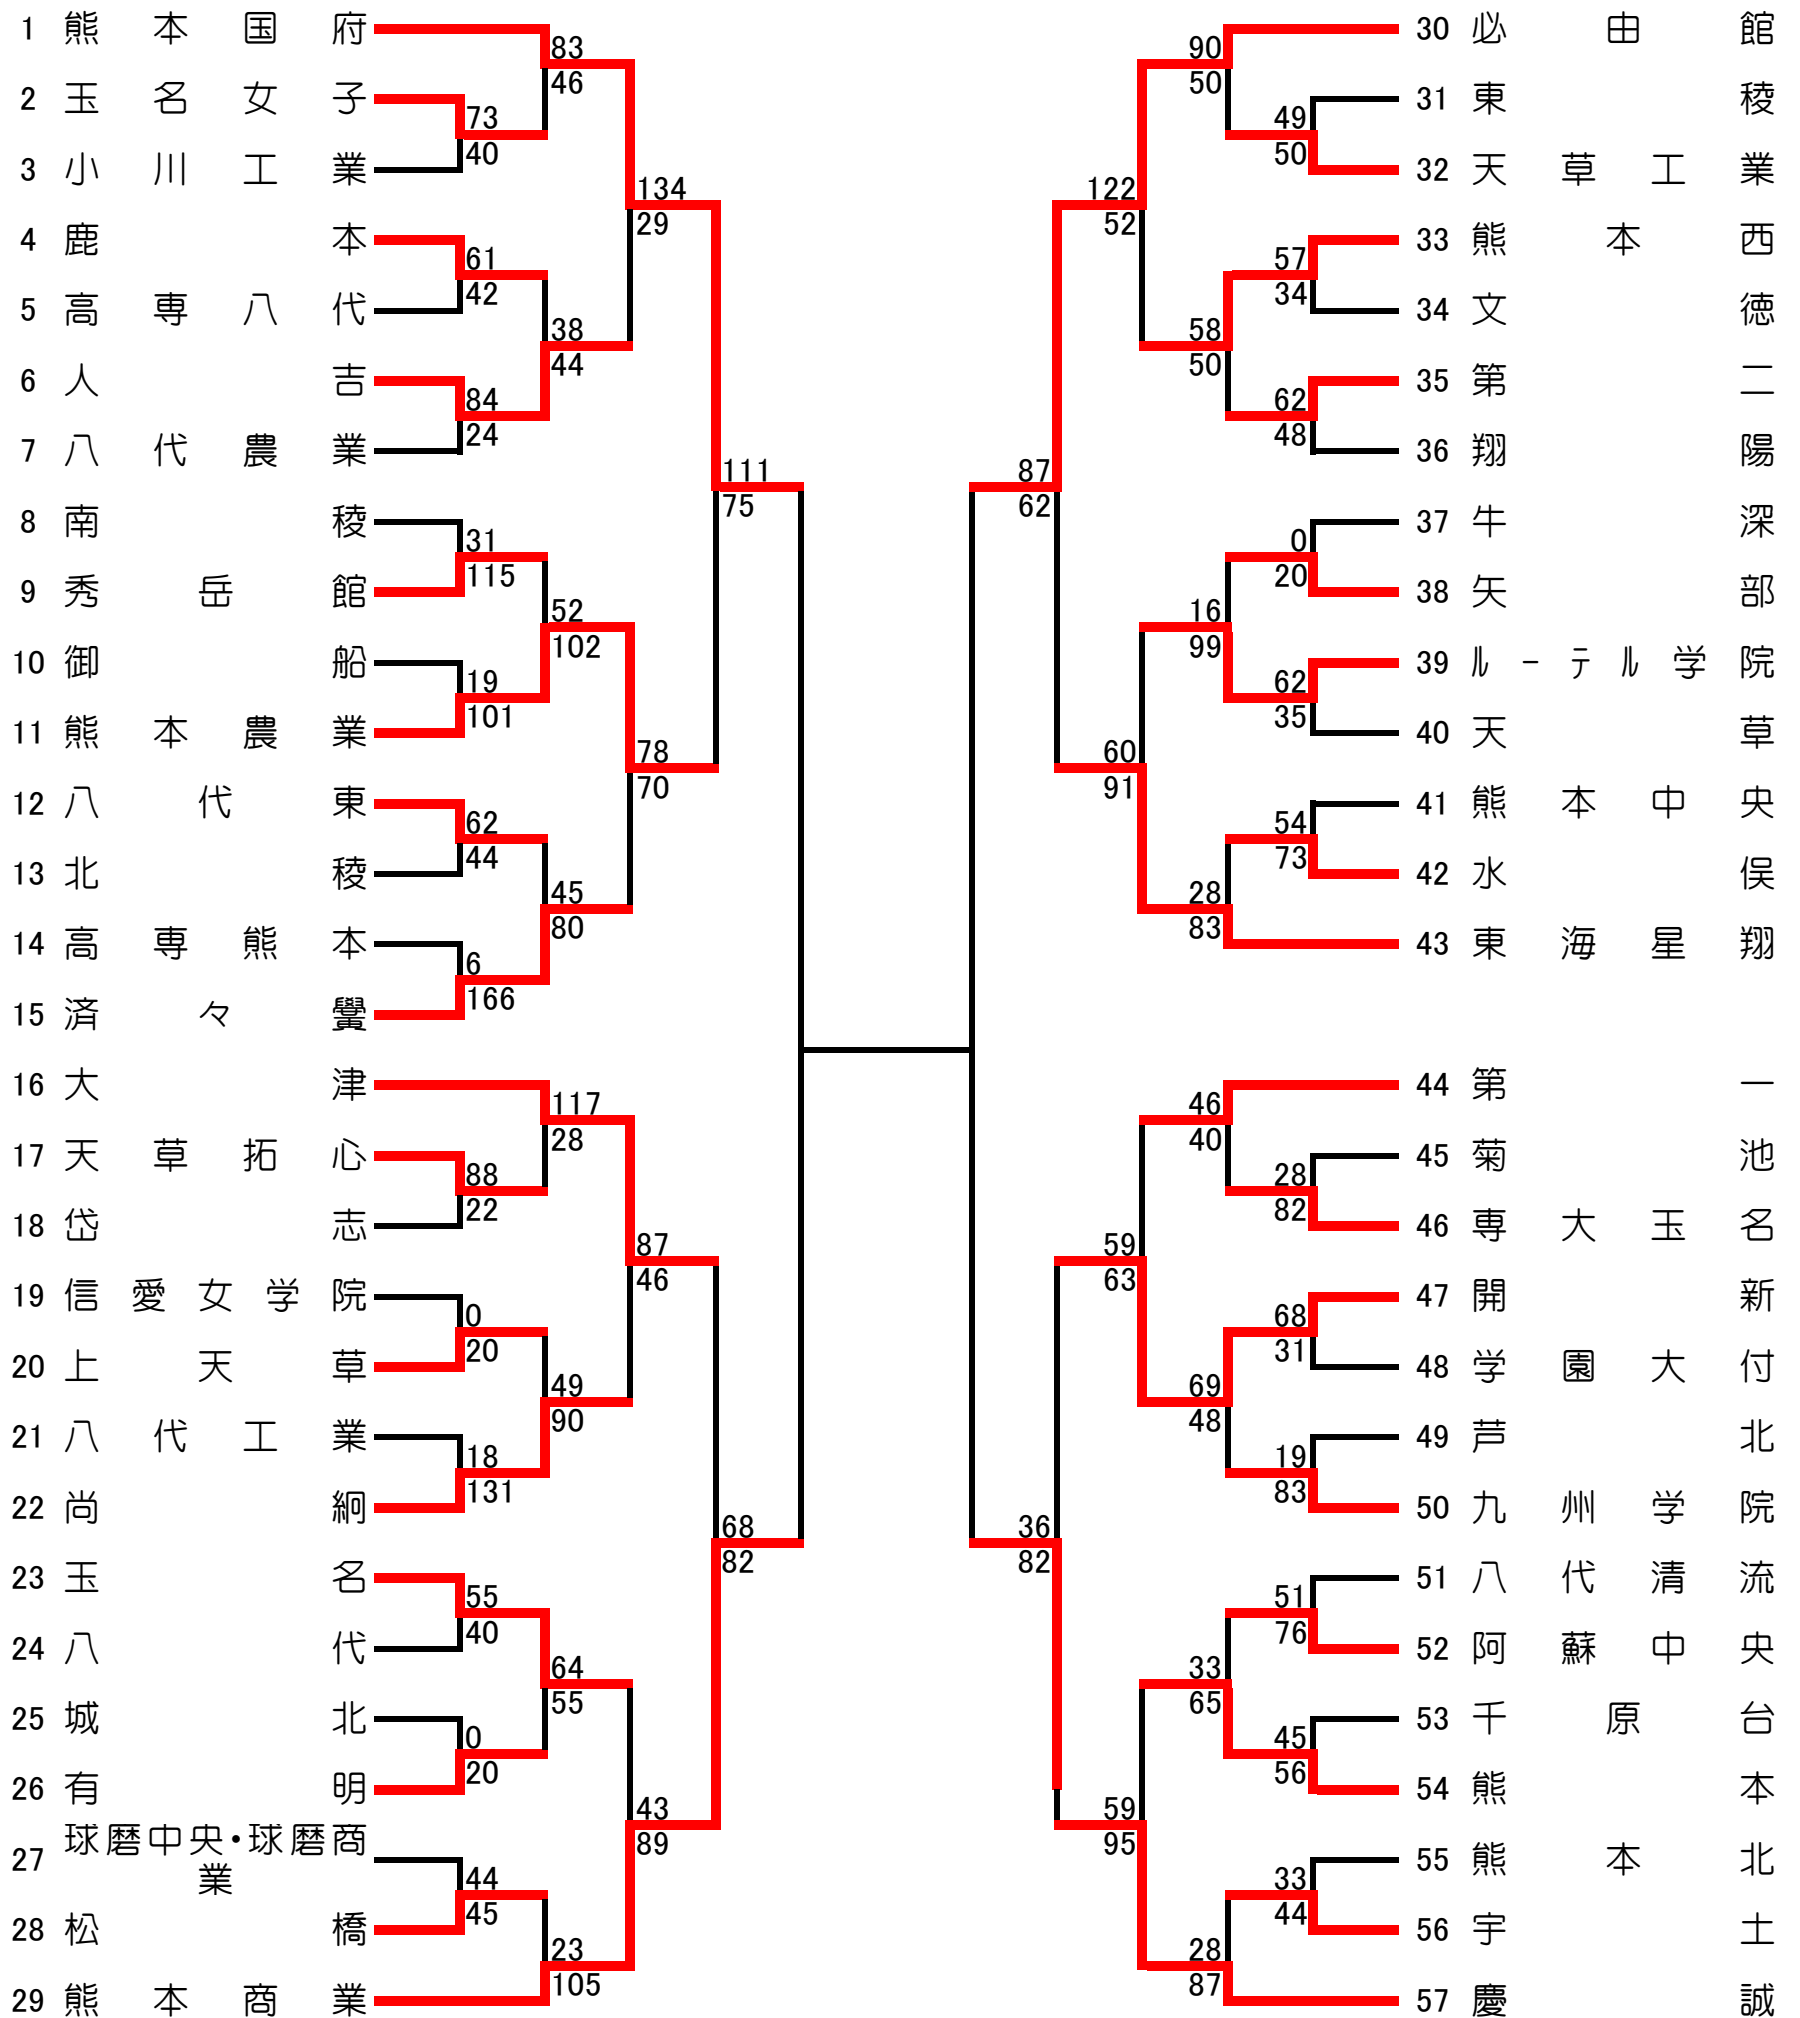 1 熊本国府
2 玉名女子
3 小川工業
4 鹿本
5 高専八代
6 人吉
7 八代農業
8 南稜
9 秀岳館
10 御船
11 熊本農業
12 八代東
13 北稜
14 高専熊本
15 済々黌
16 大津
17 天草拓心
18 岱志
19 信愛女学院
20 上天草
21 八代工業
22 尚絅
23 玉名
24 八代
25 城北
26 有明
27 球磨中央・球磨商業
28 松橋
29 熊本商業
73
40
61
42
84
24
31
115
19
101
62
44
6
166
88
22
0
20
18
131
55
40
0
20
44
45
83
46
38
44
52
102
45
80
117
28
49
90
64
55
23
105
134
29
78
70
87
46
43
89
111
75
68
82
87
62
36
82
122
52
60
91
59
63
59
95
90
50
58
50
16
99
28
83
46
40
69
48
33
65
28
87
49
50
57
34
62
48
0
20
62
35
54
73
28
82
68
31
19
83
51
76
45
56
33
44
30 必由館
31 東稜
32 天草工業
33 熊本西
34 文徳
35 第二
36 翔陽
37 牛深
38 矢部
39 ﾙｰﾃﾙ学院
40 天草
41 熊本中央
42 水俣
43 東海星翔
44 第一
45 菊池
46 専大玉名
47 開新
48 学園大付
49 芦北
50 九州学院
51 八代清流
52 阿蘇中央
53 千原台
54 熊本
55 熊本北
56 宇土
57 慶誠